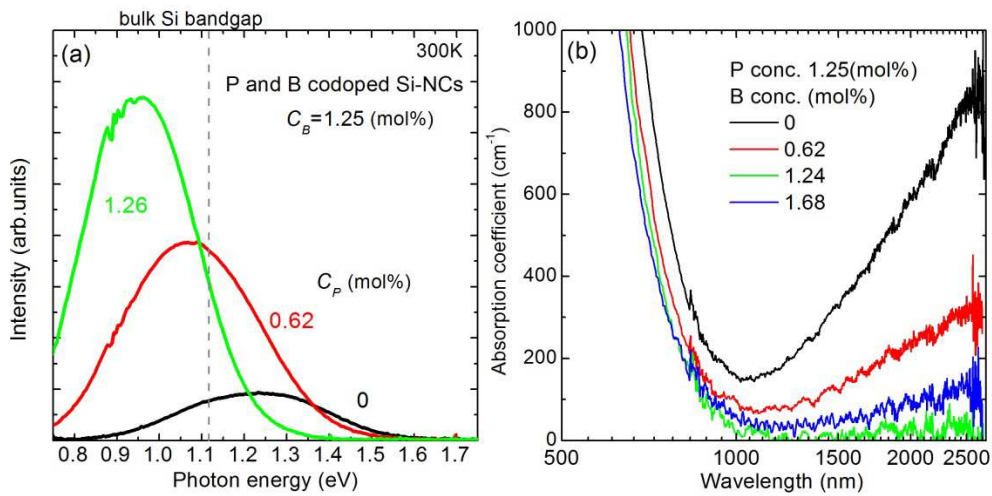 bulk Si bandgap
(a)
300K
P and B codoped Si-NCs
C_B=1.25 (mol%)
1.26
C_P (mol%)
0.62
0
Intensity (arb.units)
0.8 0.9 1.0 1.1 1.2 1.3 1.4 1.5 1.6 1.7
Photon energy (eV)
(b)
P conc. 1.25(mol%)
B conc. (mol%)
0
0.62
1.24
1.68
Absorption coefficient (cm⁻¹)
1000
800
600
400
200
0
500 1000 1500 2000 2500
Wavelength (nm)